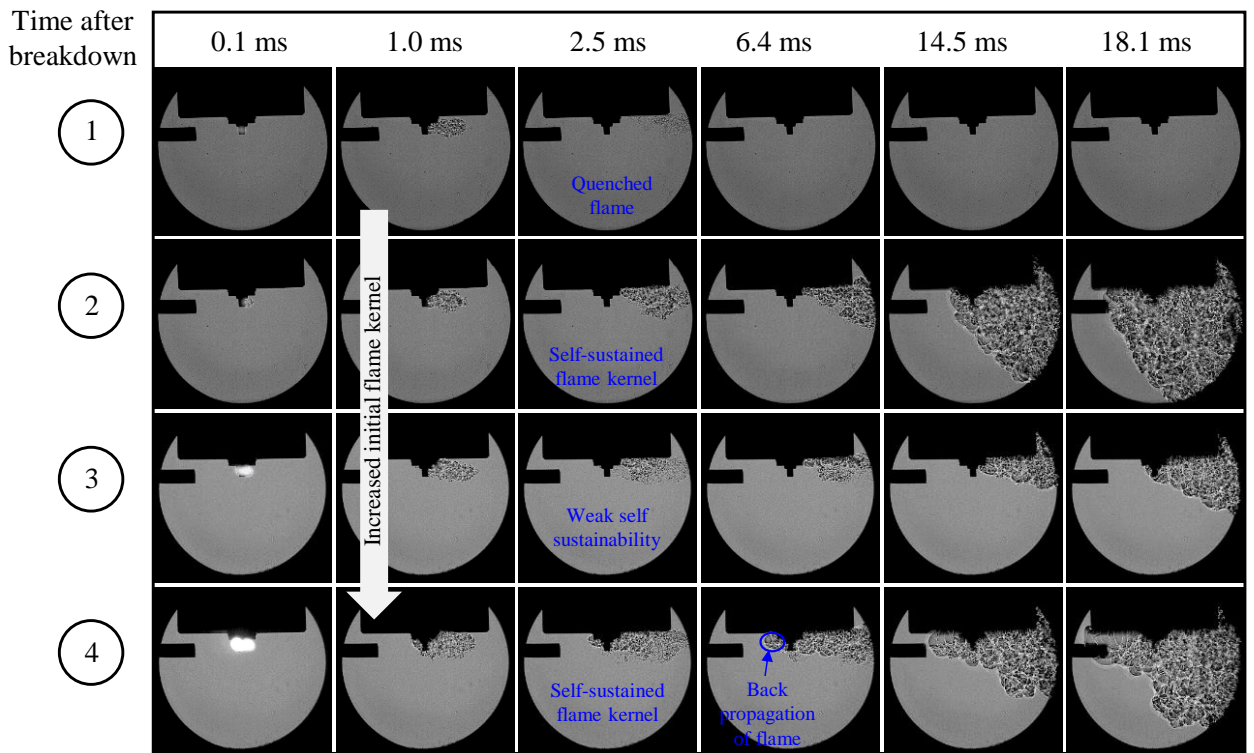 Time after
breakdown
0.1 ms
1.0 ms
2.5 ms
6.4 ms
14.5 ms
18.1 ms
1
Quenched
flame
2
Self-sustained
flame kernel
Increased initial flame kernel
3
Weak self
sustainability
4
Self-sustained
flame kernel
Back
propagation
of flame